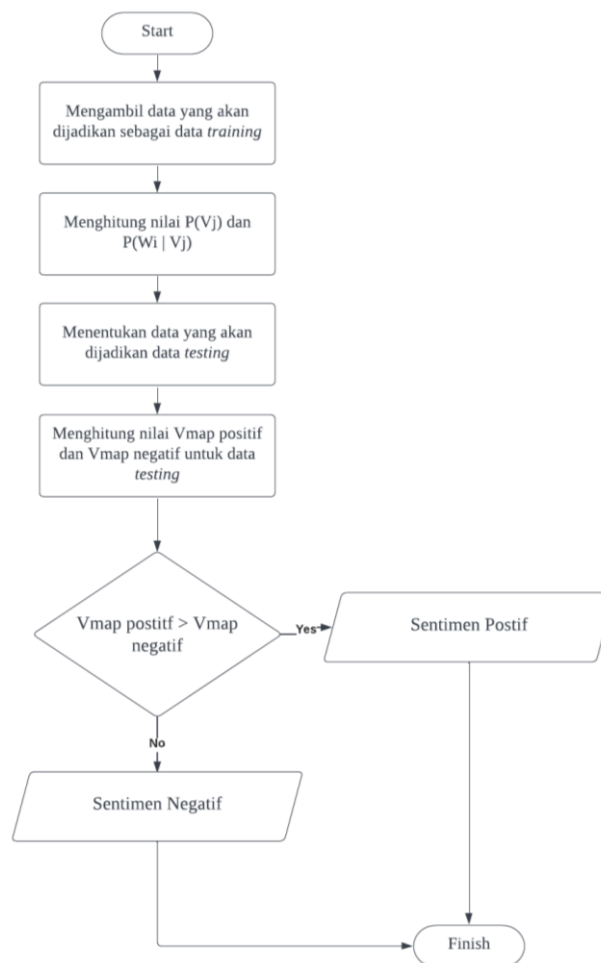 Start
Mengambil data yang akan
dijadikan sebagai data training
Menghitung nilai P(Vj) dan
P(Wi | Vj)
Menentukan data yang akan
dijadikan data testing
Menghitung nilai Vmap positif
dan Vmap negatif untuk data
testing
Vmap postitf > Vmap
negatif
Yes
Sentimen Postif
No
Sentimen Negatif
Finish